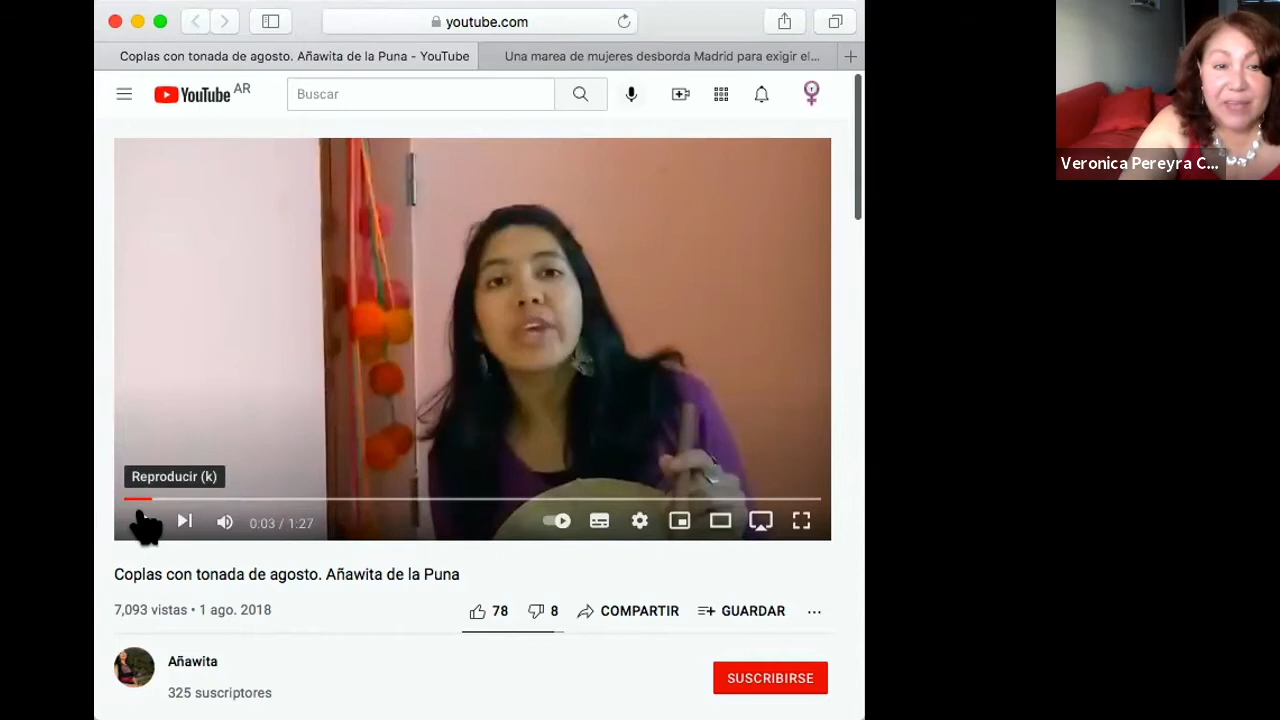 youtube.com
Coplas con tonada de agosto. Añawita de la Puna - YouTube
Una marea de mujeres desborda Madrid para exigir el...
YouTube AR
Buscar
Veronica Pereyra C...
Reproducir (k)
0:03 / 1:27
Coplas con tonada de agosto. Añawita de la Puna
7,093 vistas • 1 ago. 2018
78
8
COMPARTIR
GUARDAR
Añawita
325 suscriptores
SUSCRIBIRSE